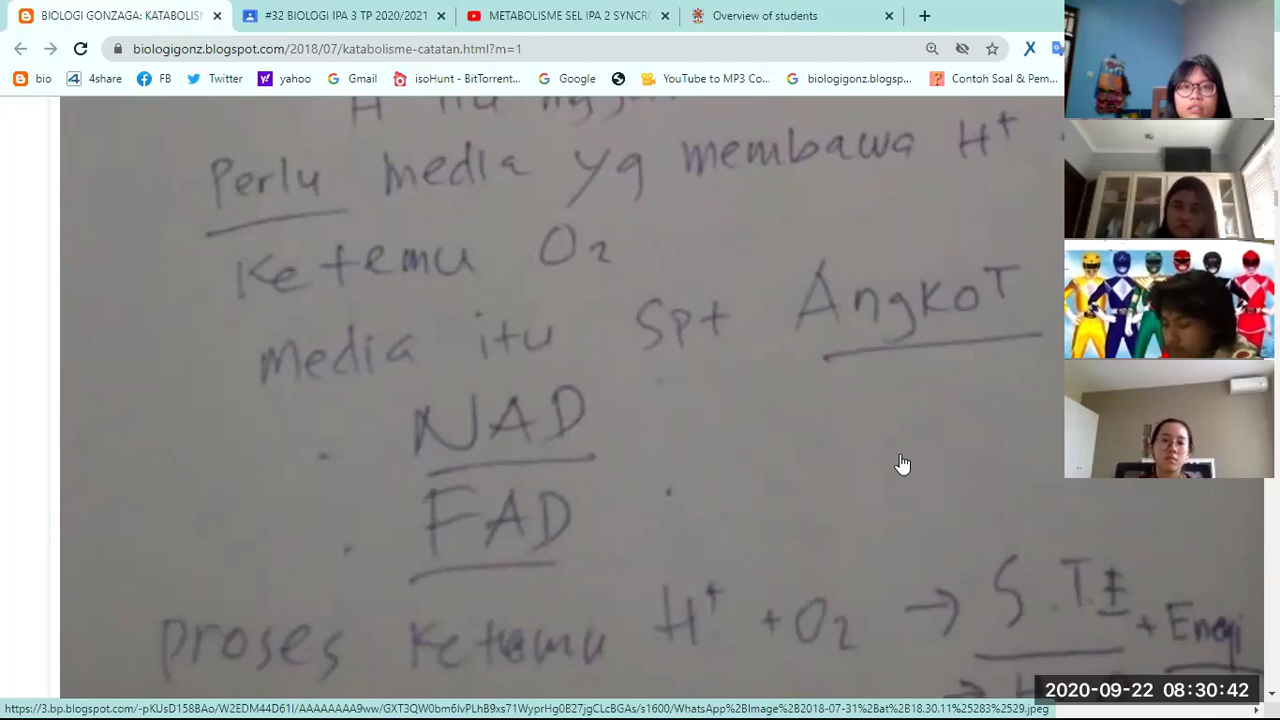 BIOLOGI GONZAGA: KATABOLIS
#32 BIOLOGI IPA 3 TP 2020/2021
METABOLISME SEL IPA 2 SYNCRO
Overview of students
biologigonz.blogspot.com/2018/07/katabolisme-catatan.html?m=1
bio
4share
FB
Twitter
yahoo
Gmail
isoHunt - BitTorrent...
Google
YouTube to MP3 Co...
biologigonz.blogsp...
Contoh Soal & Pem...
H itu
Perlu media yg membawa H+
Ketemu O2
Media itu Spt AngkoT
NAD
FAD
proses Ketemu H+ + O2 → S.T.E + Enegi
2020-09-22 08:30:42